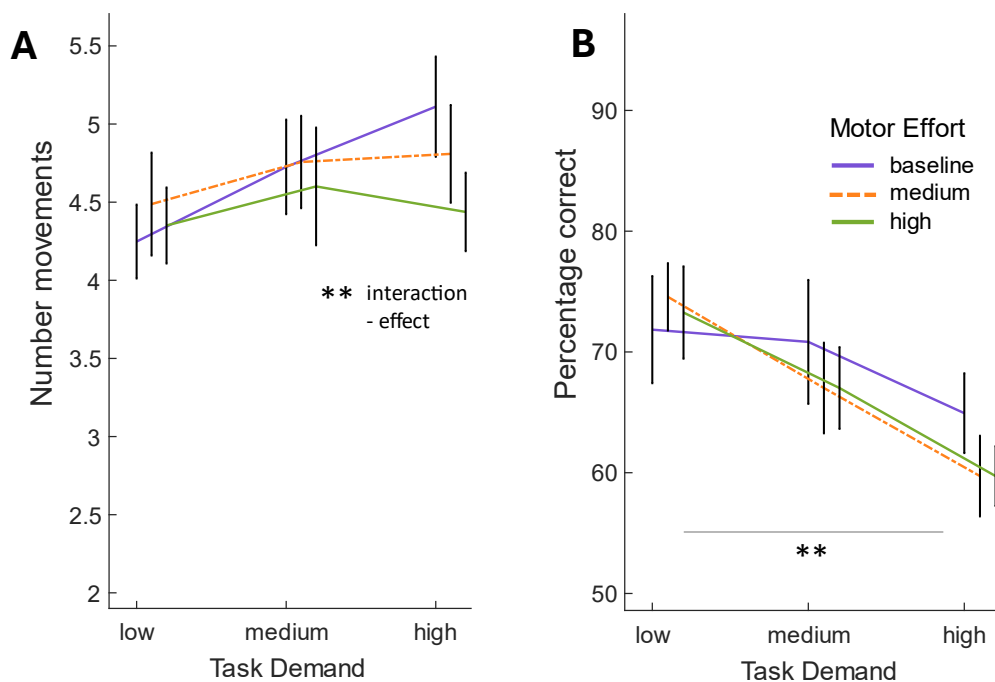 A
Number movements
5.5
5
4.5
4
3.5
3
2.5
2
** interaction
- effect
low medium high
Task Demand
B
Percentage correct
90
80
70
60
50
Motor Effort
baseline
medium
high
**
low medium high
Task Demand